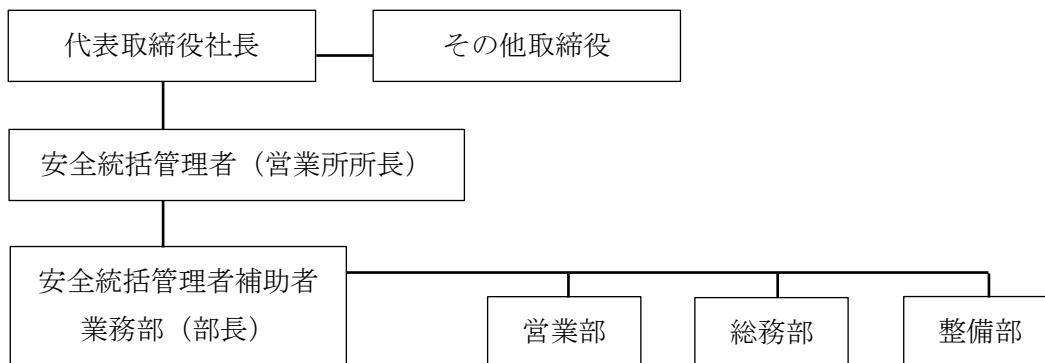 代表取締役社長
その他取締役
安全統括管理者（営業所所長）
安全統括管理者補助者
業務部（部長）
営業部
総務部
整備部